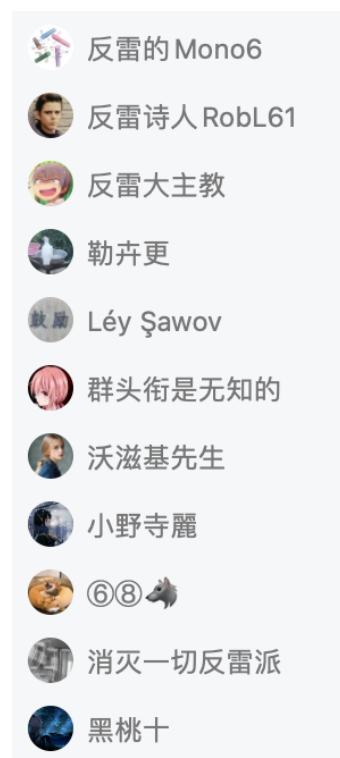 反雷的Mono6
反雷诗人RobL61
反雷大主教
勒卉更
鼓励
Léy Şawov
群头衔是无知的
沃滋基先生
小野寺麗
⑥⑧🐺
消灭一切反雷派
黑桃十